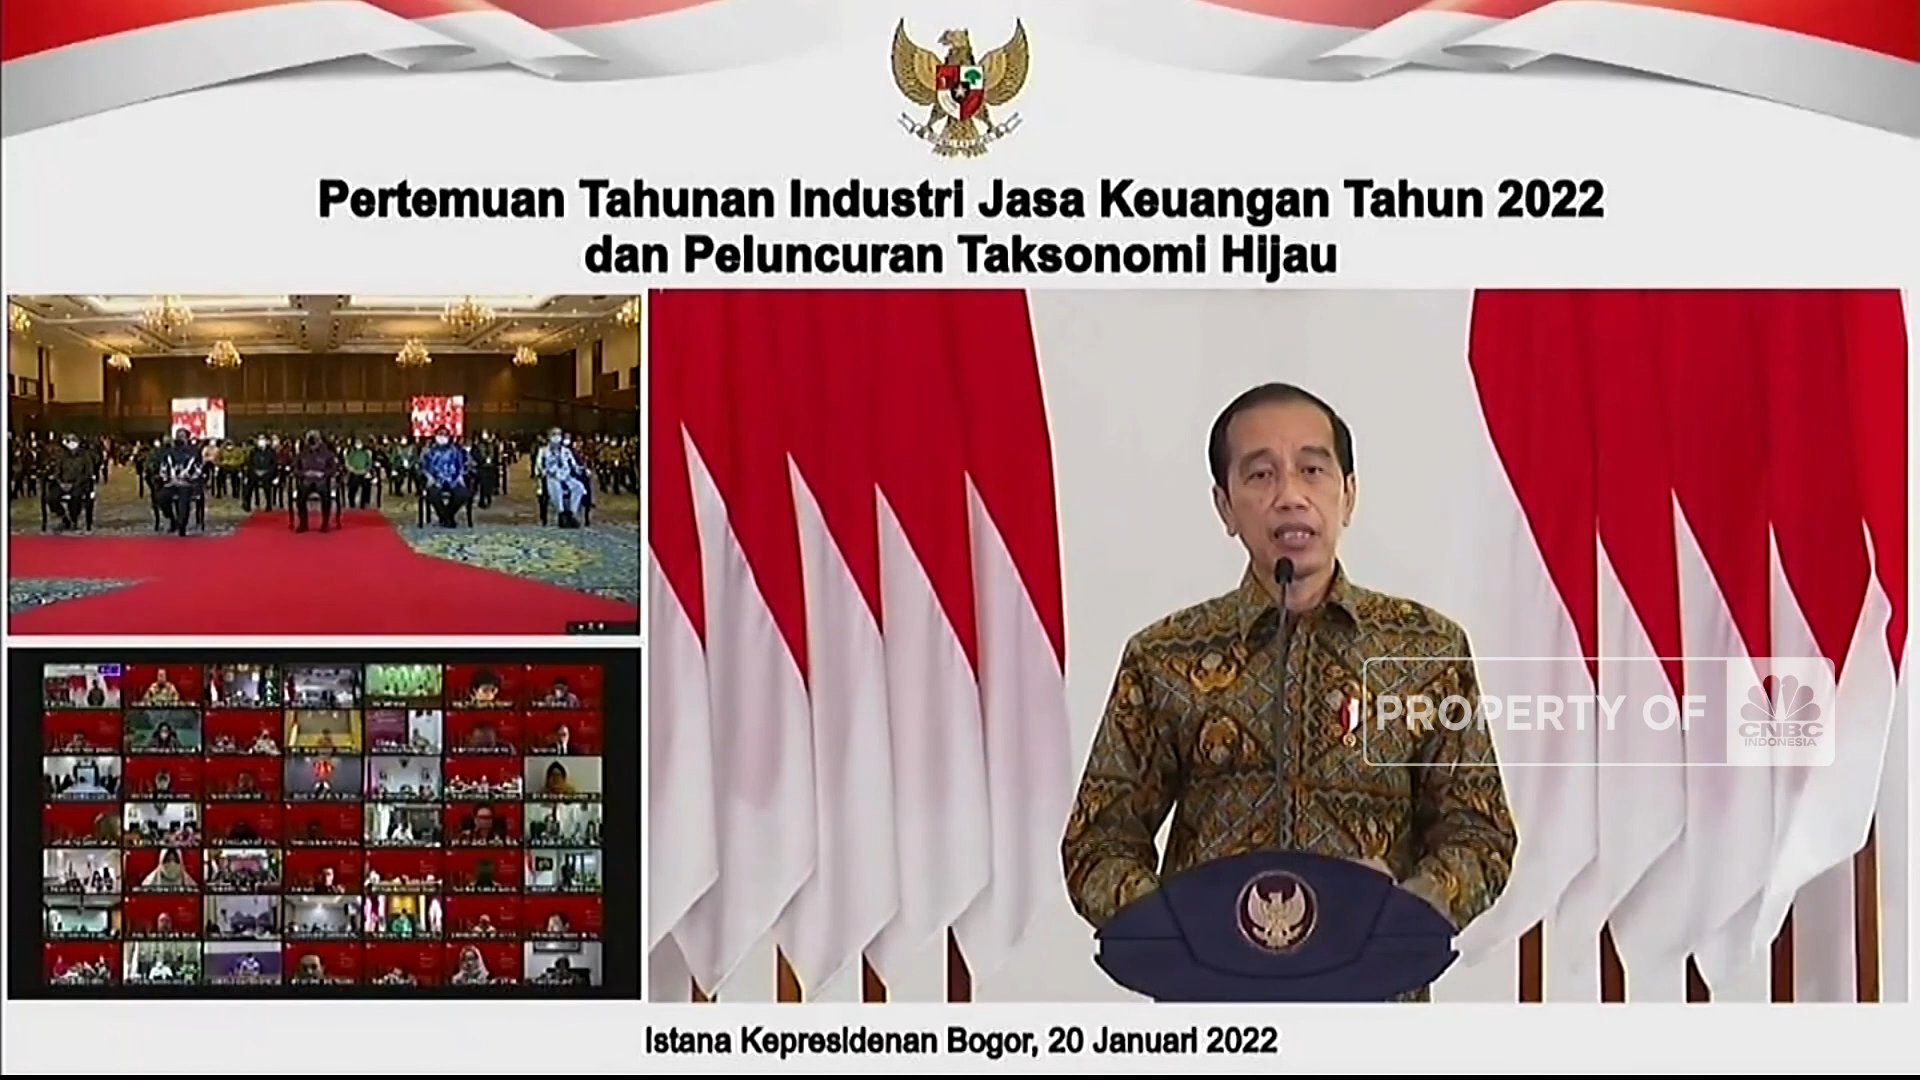 Pertemuan Tahunan Industri Jasa Keuangan Tahun 2022
dan Peluncuran Taksonomi Hijau
PROPERTY OF
CNBC
INDONESIA
Istana Kepresidenan Bogor, 20 Januari 2022